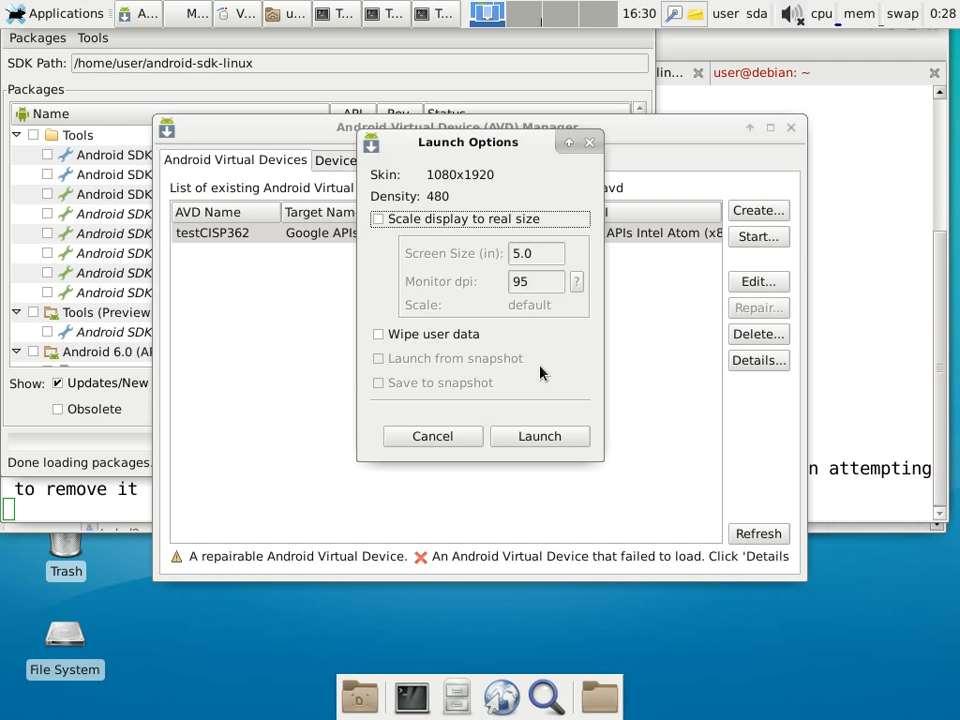 Applications A... M... V... u... T... T... T... 16:30 user sda cpu mem swap 0:28
Packages Tools
SDK Path: /home/user/android-sdk-linux
lin... user@debian: ~
Packages
Name API Rev. Status
Tools
Android SDK
Android SDK
Android SDK
Android SDK
Android SDK
Android SDK
Android SDK
Android SDK
Tools (Preview
Android SDK
Android 6.0 (AP
Show: Updates/New
Obsolete
Done loading packages.
n attempting
to remove it
Android Virtual Device (AVD) Manager
Android Virtual Devices Device
List of existing Android Virtual avd
AVD Name Target Name
testCISP362 Google APIs APIs Intel Atom (x8
Create...
Start...
Edit...
Repair...
Delete...
Details...
Refresh
A repairable Android Virtual Device. An Android Virtual Device that failed to load. Click 'Details
Launch Options
Skin: 1080x1920
Density: 480
Scale display to real size
Screen Size (in): 5.0
Monitor dpi: 95 ?
Scale: default
Wipe user data
Launch from snapshot
Save to snapshot
Cancel Launch
Trash
File System